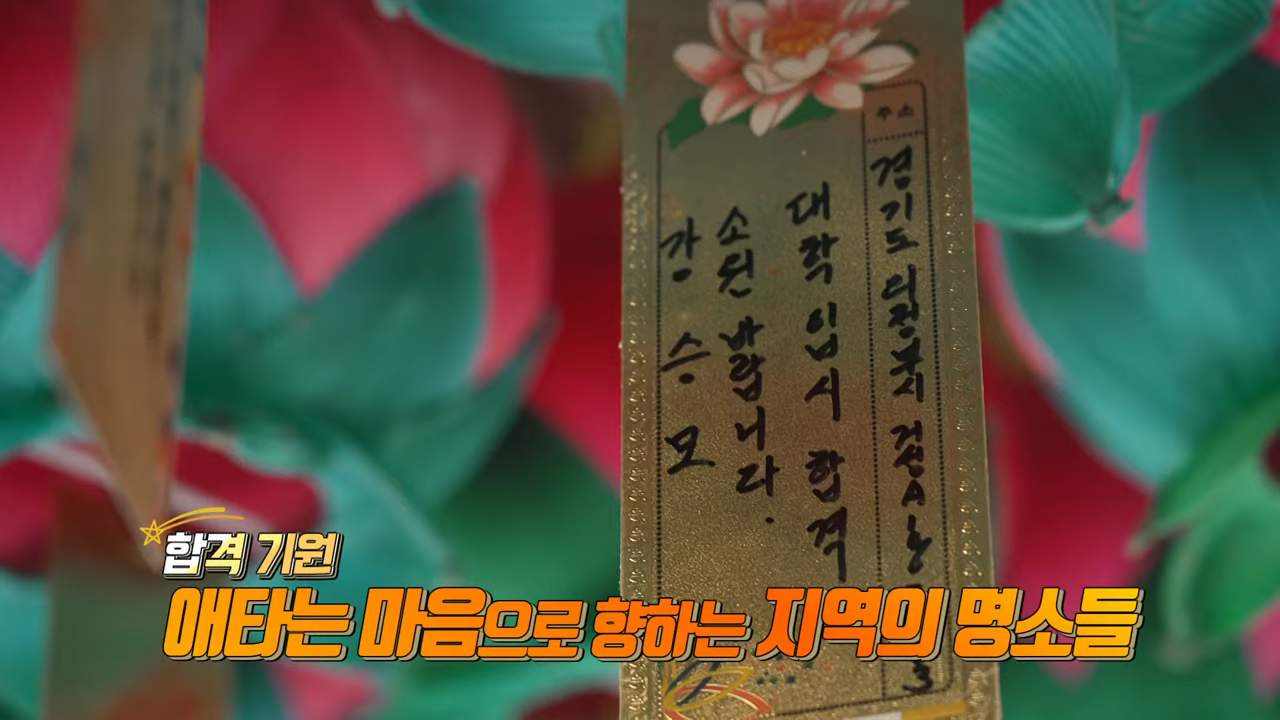 주소
경기도 의정부시
대학 입시 합격
소원 바랍니다.
강승모
합격 기원
애타는 마음으로 향하는 지역의 명소들